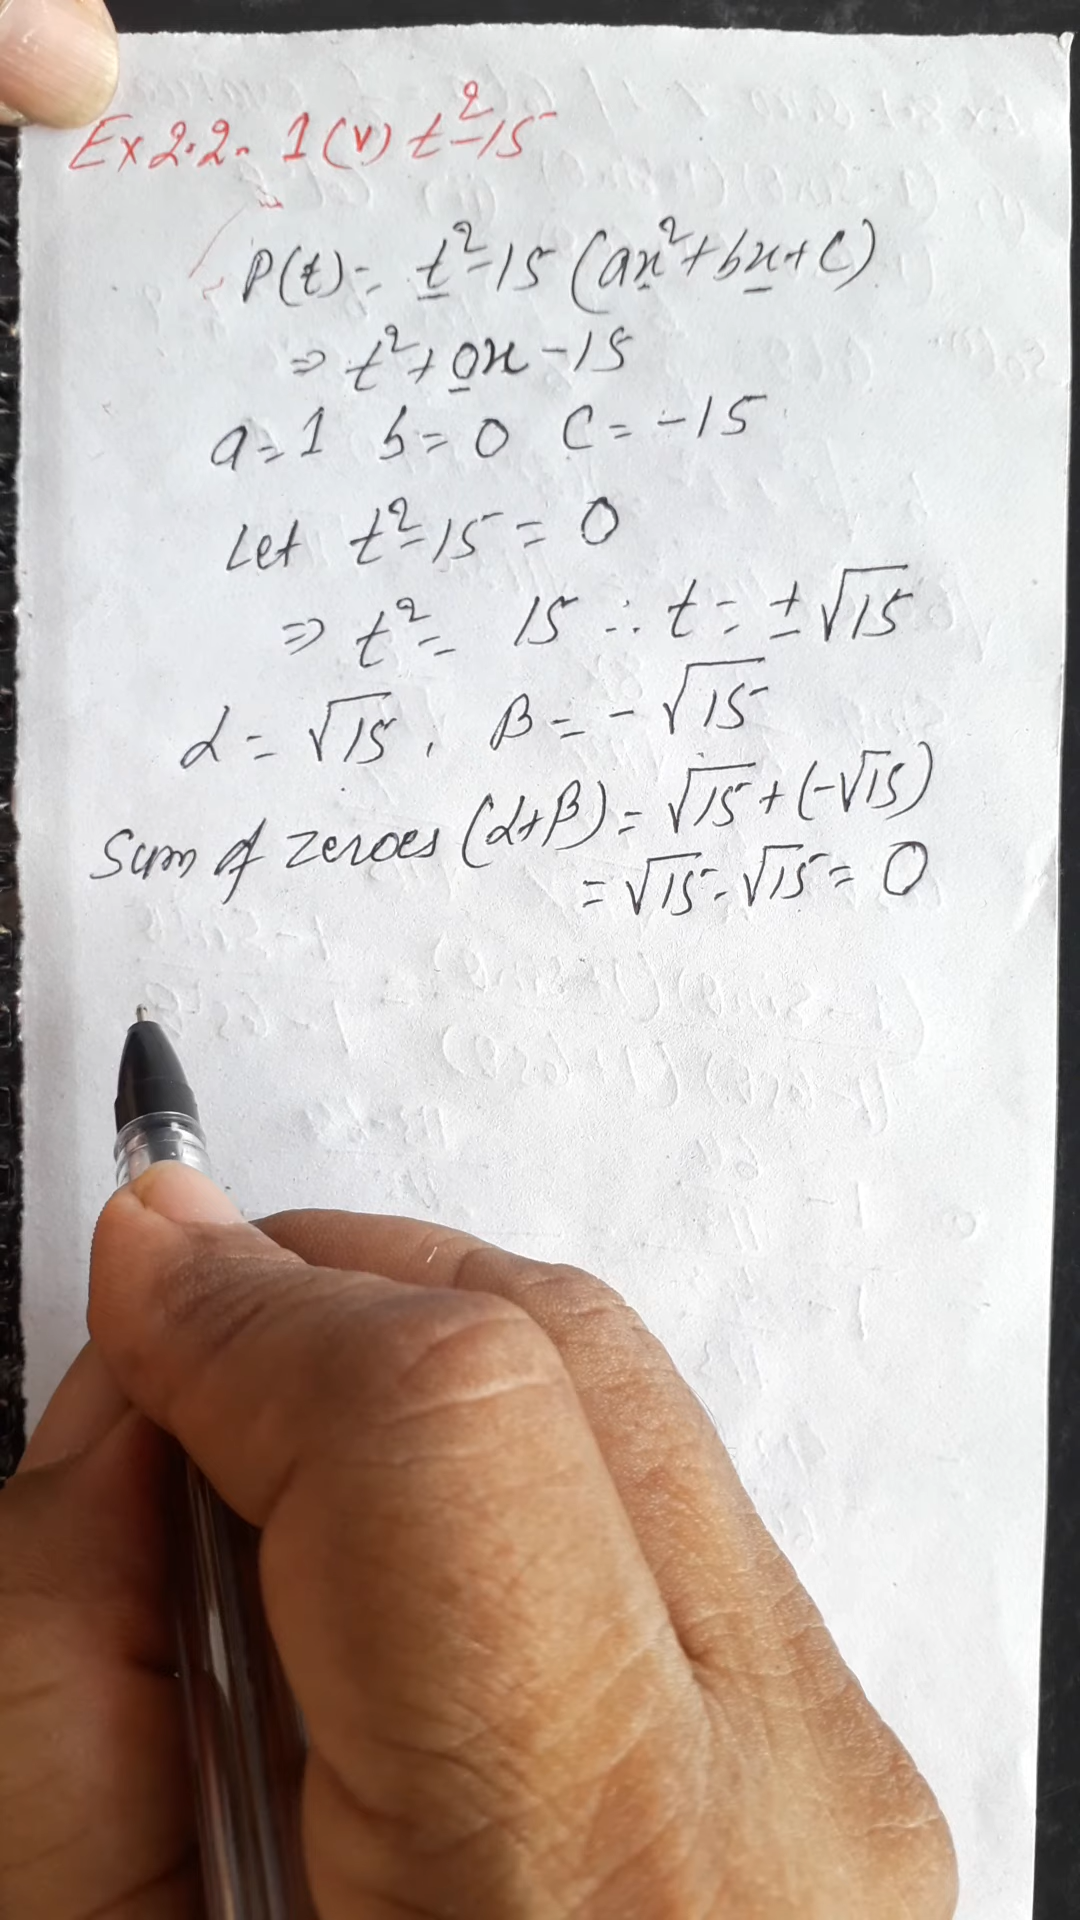 Ex 2.2. 1(v) t²-15
P(t) = t²-15 (ax²+bx+c)
⇒ t²+0x-15
a=1 b=0 c=-15
Let t²-15 = 0
⇒ t² = 15 ∴ t = ±√15
α = √15, β = -√15
Sum of zeroes (α+β) = √15+(-√15)
= √15-√15 = 0